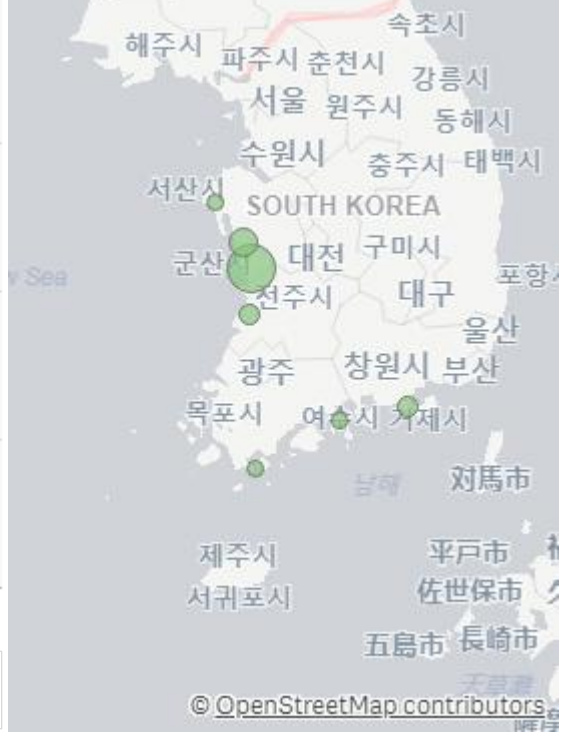 속초시
해주시
파주시 춘천시
강릉시
서울 원주시
동해시
수원시
충주시 태백시
서산시
SOUTH KOREA
군산
대전 구미시
Sea
포항
전주시
대구
울산
광주
창원시 부산
목포시 여수시 거제시
남해
対馬市
제주시
平戸市
佐世保市
서귀포시
五島市 長崎市
天草灘
© OpenStreetMap contributors